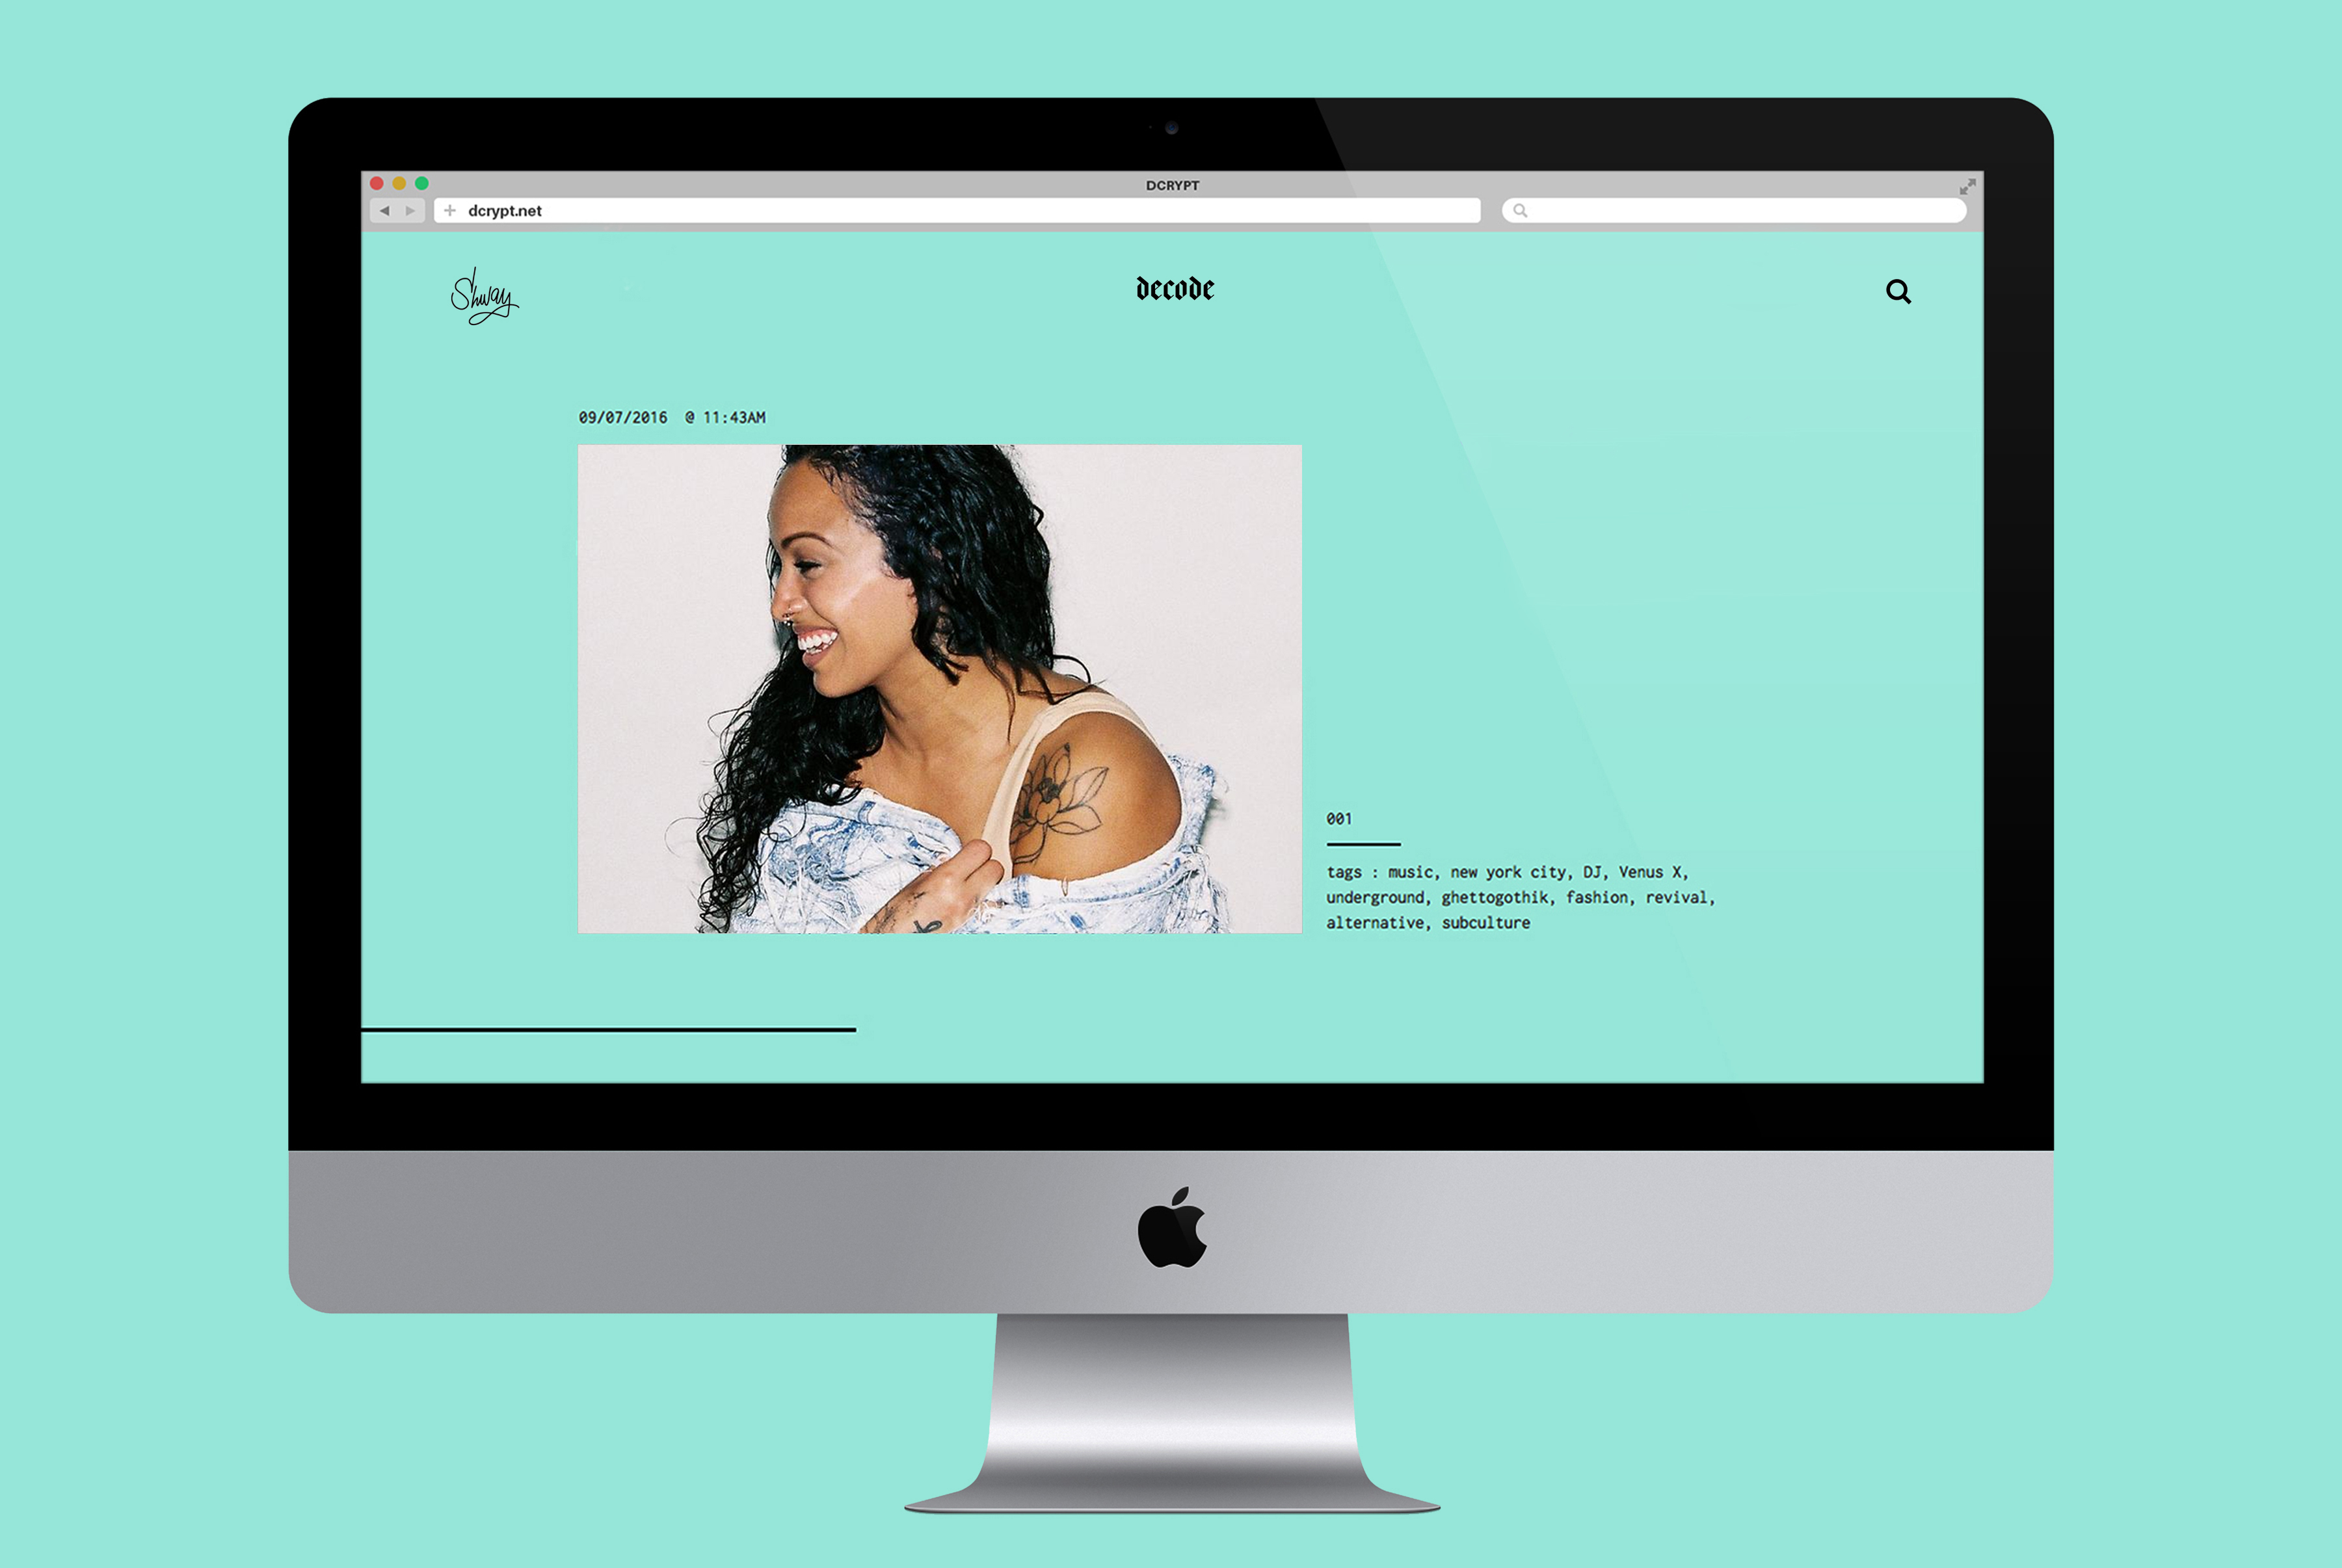 DCRYPT
dcrypt.net
Shway
decode
09/07/2016 @ 11:43AM
001
tags : music, new york city, DJ, Venus X,
underground, ghettogothik, fashion, revival,
alternative, subculture